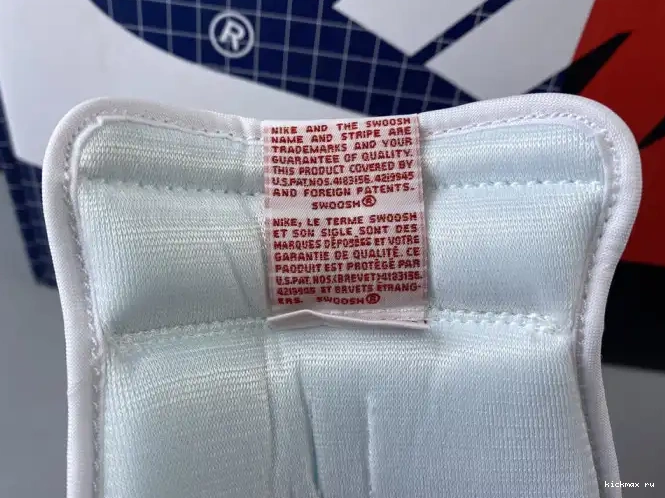 ®
NIKE AND THE SWOOSH
NAME AND STRIPE ARE
TRADEMARKS AND YOUR
GUARANTEE OF QUALITY.
THIS PRODUCT COVERED BY
U.S.PAT.NOS. 4183156, 4219945
AND FOREIGN PATENTS.
SWOOSH®
NIKE, LE TERME SWOOSH
ET SON SIGLE SONT DES
MARQUES DÉPOSÉES ET VOTRE
GARANTIE DE QUALITÉ. CE
PRODUIT EST PROTÉGÉ PAR
U.S.PAT. NOS.(BREVET)4183156,
4219945 ET BREVETS ÉTRANG-
ERS. SWOOSH®
kickmax ru